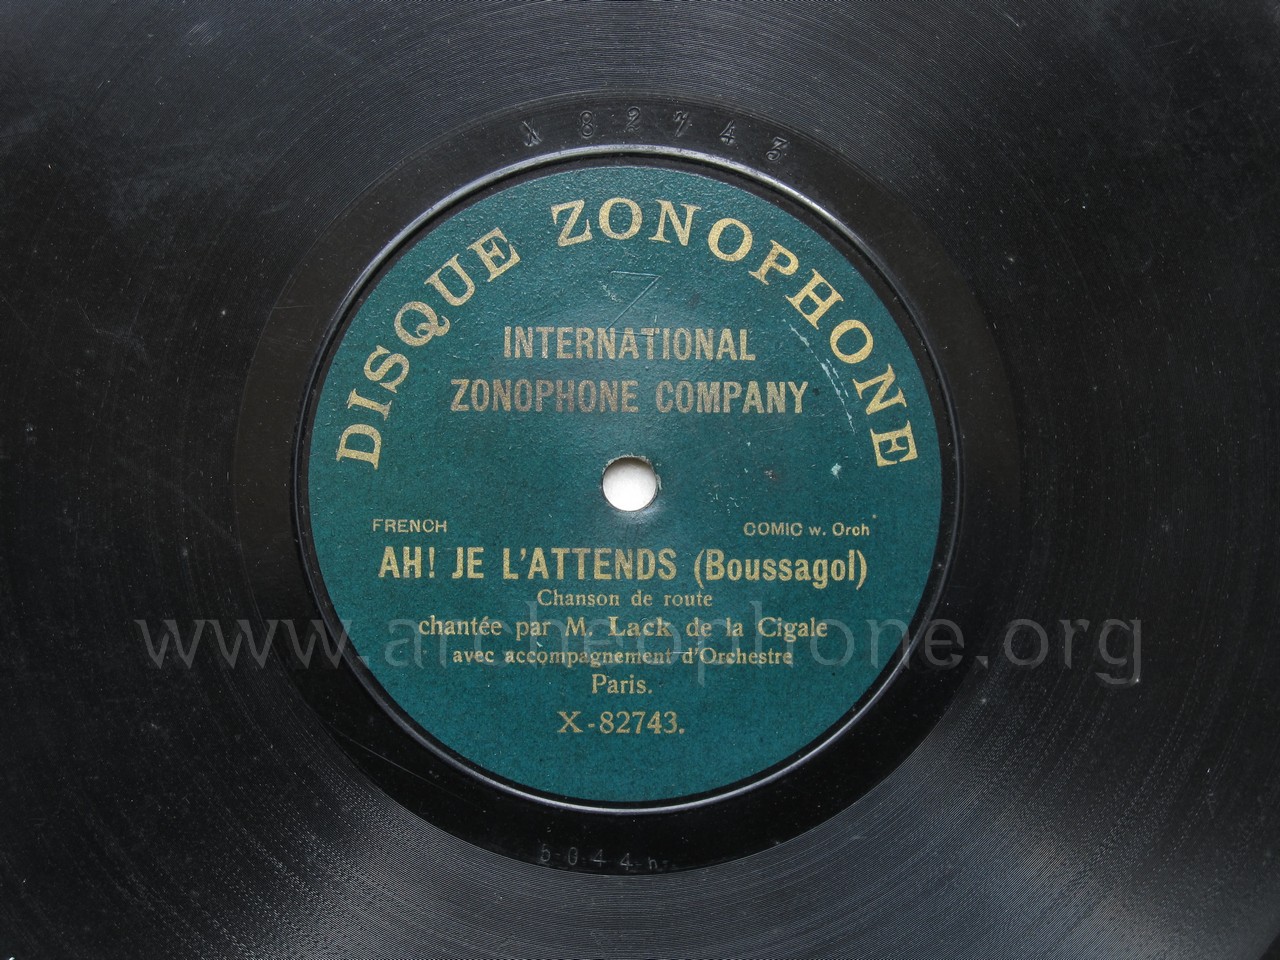 X 82743
DISQUE ZONOPHONE
INTERNATIONAL
ZONOPHONE COMPANY
FRENCH COMIC w. Orch
AH! JE L'ATTENDS (Boussagol)
Chanson de route
chantée par M. Lack de la Cigale
www.archeophone.org
avec accompagnement d'Orchestre
Paris.
X-82743.
5044h